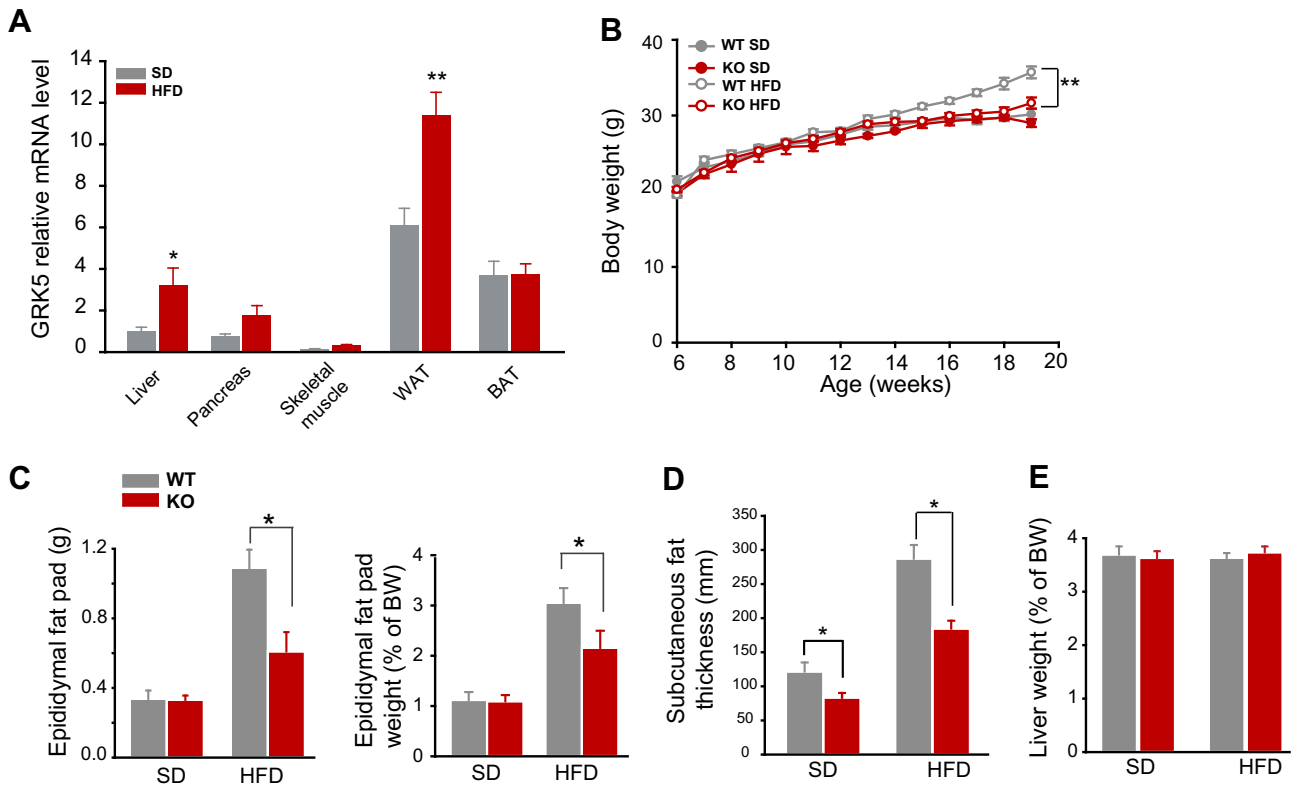 A
GRK5 relative mRNA level
14
12
10
8
6
4
2
0
SD
HFD
*
**
Liver
Pancreas
Skeletal
muscle
WAT
BAT
B
Body weight (g)
40
30
20
10
0
WT SD
KO SD
WT HFD
KO HFD
**
6
8
10
12
14
16
18
20
Age (weeks)
C
WT
KO
Epididymal fat pad (g)
1.2
0.8
0.6
0.4
0.0
*
SD
HFD
Epididymal fat pad
weight (% of BW)
4
3
2
1
0
*
SD
HFD
D
Subcutaneous fat
thickness (mm)
350
300
250
200
150
100
50
0
*
*
SD
HFD
E
Liver weight (% of BW)
4
3
2
1
0
SD
HFD